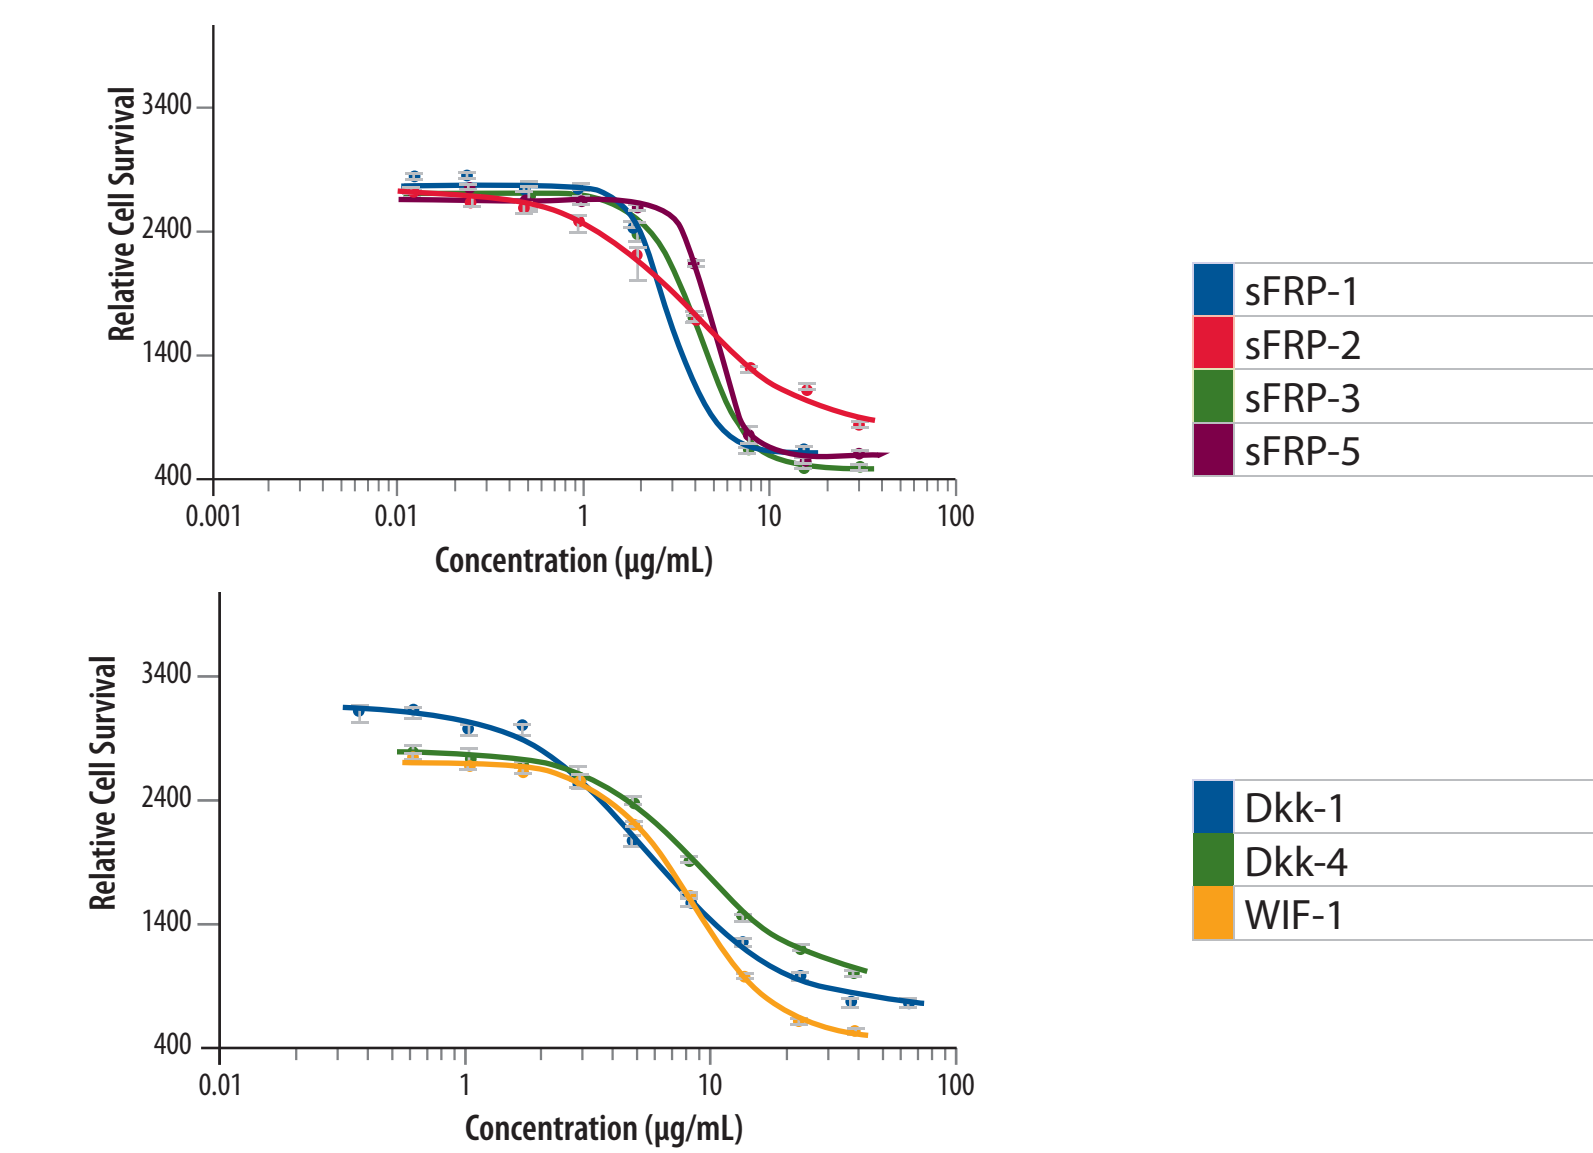 Relative Cell Survival
3400
2400
1400
400
0.001 0.01 1 10 100
Concentration (µg/mL)
sFRP-1
sFRP-2
sFRP-3
sFRP-5
Relative Cell Survival
3400
2400
1400
400
0.01 1 10 100
Concentration (µg/mL)
Dkk-1
Dkk-4
WIF-1